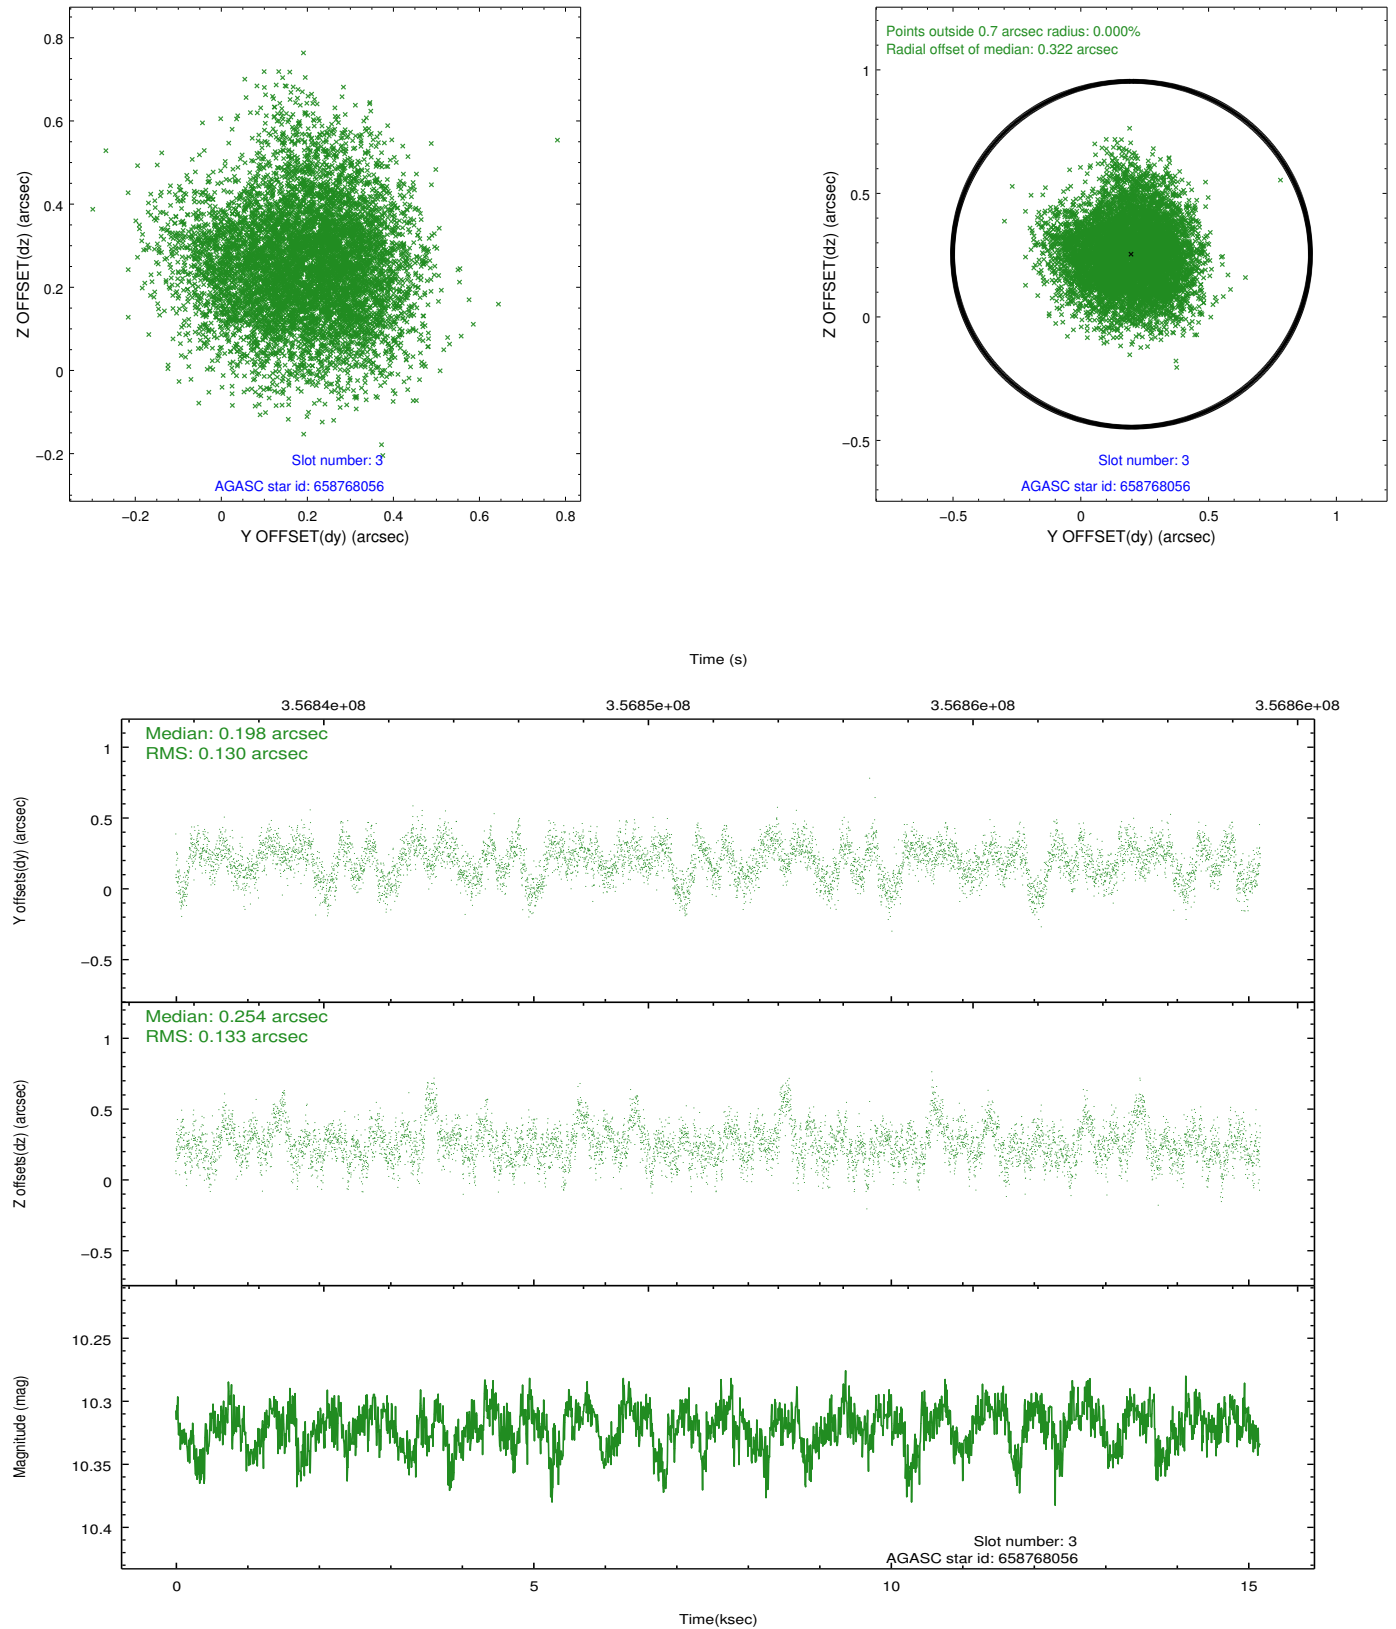 0.8
0.6
0.4
0.2
0
−0.2
Z OFFSET(dz) (arcsec)
Slot number: 3
AGASC star id: 658768056
−0.2 0 0.2 0.4 0.6 0.8
Y OFFSET(dy) (arcsec)
Points outside 0.7 arcsec radius: 0.000%
Radial offset of median: 0.322 arcsec
1
0.5
0
−0.5
Z OFFSET(dz) (arcsec)
Slot number: 3
AGASC star id: 658768056
−0.5 0 0.5 1
Y OFFSET(dy) (arcsec)
Time (s)
3.5684e+08 3.5685e+08 3.5686e+08 3.5686e+08
Median: 0.198 arcsec
RMS: 0.130 arcsec
1
0.5
0
−0.5
Y offsets(dy) (arcsec)
Median: 0.254 arcsec
RMS: 0.133 arcsec
1
0.5
0
−0.5
Z offsets(dz) (arcsec)
10.25
10.3
10.35
10.4
Magnitude (mag)
Slot number: 3
AGASC star id: 658768056
0 5 10 15
Time(ksec)